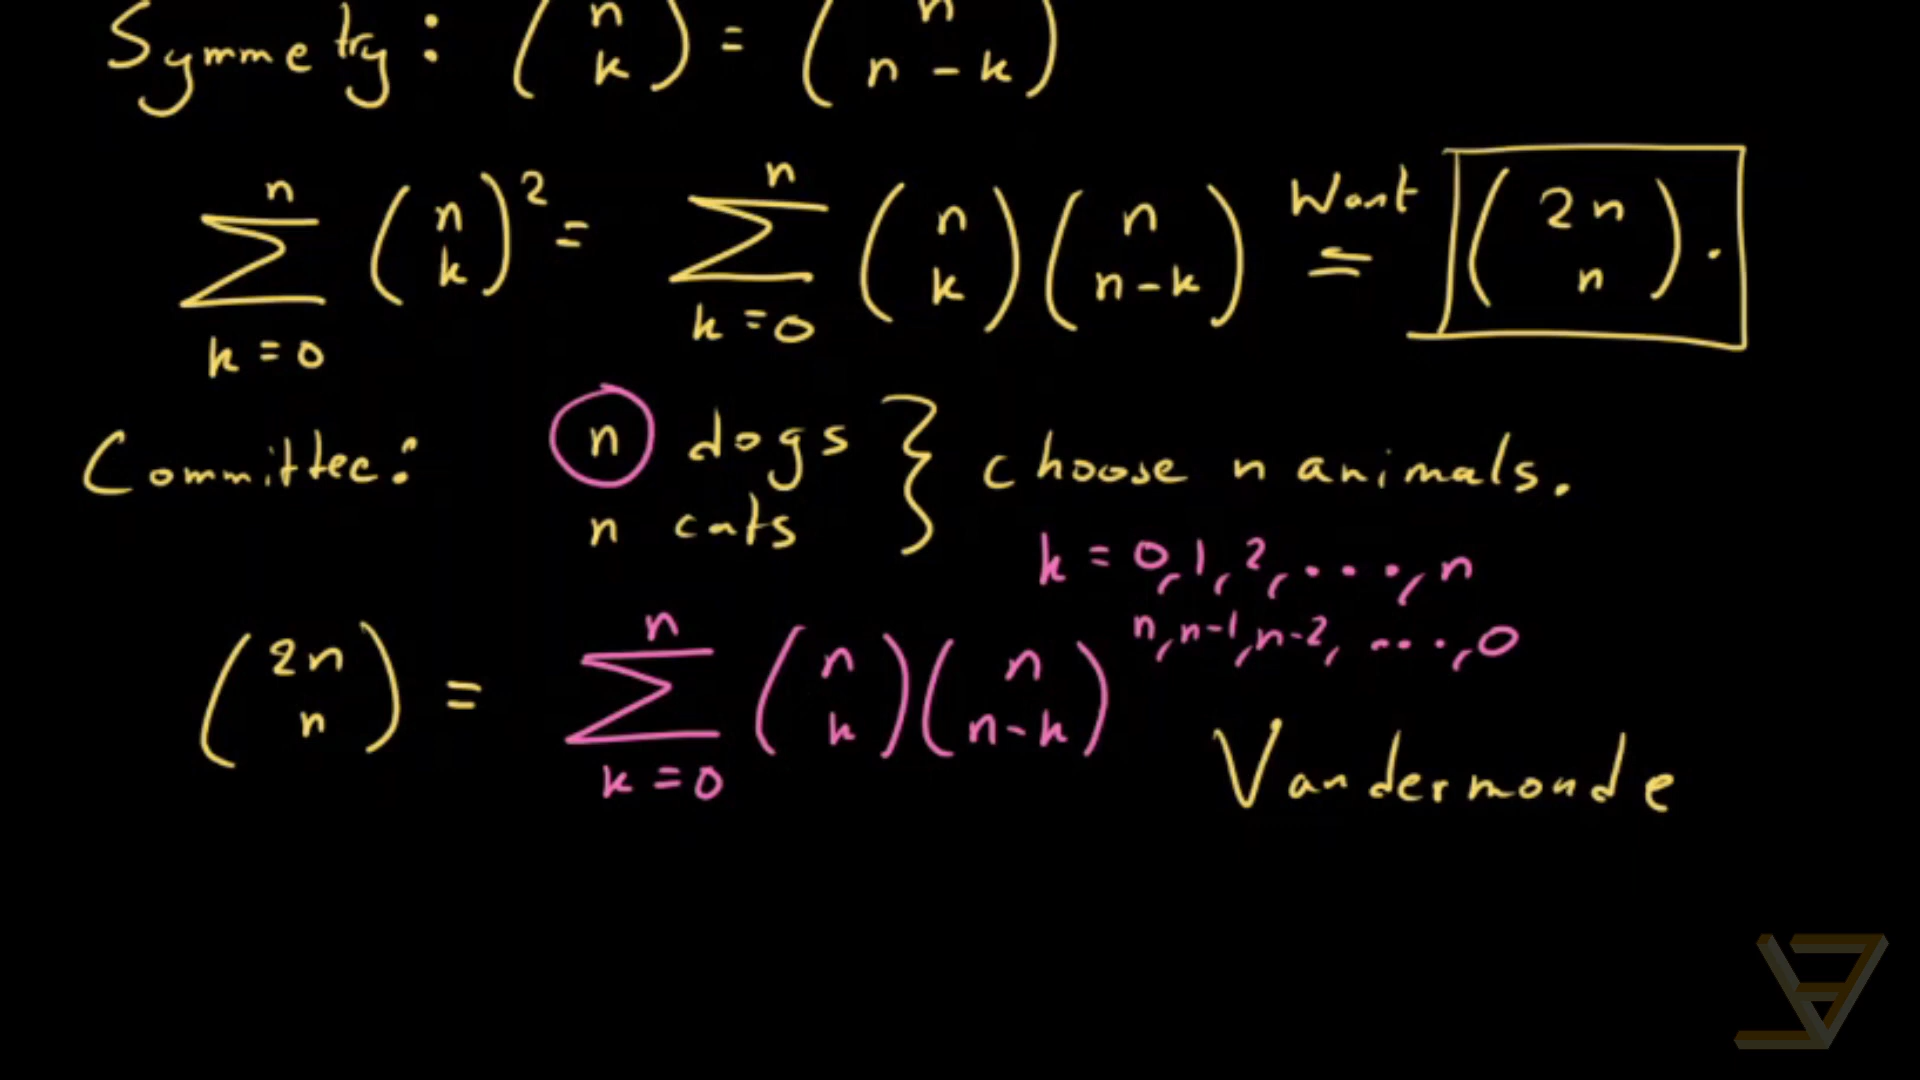 Symmetry: (n k) = (n n-k)
∑_{k=0}^{n} (n k)² = ∑_{k=0}^{n} (n k)(n n-k) Want = (2n n).
Committee: n dogs
n cats } choose n animals.
k = 0, 1, 2, ..., n
n, n-1, n-2, ..., 0
(2n n) = ∑_{k=0}^{n} (n k)(n n-k)
Vandermonde